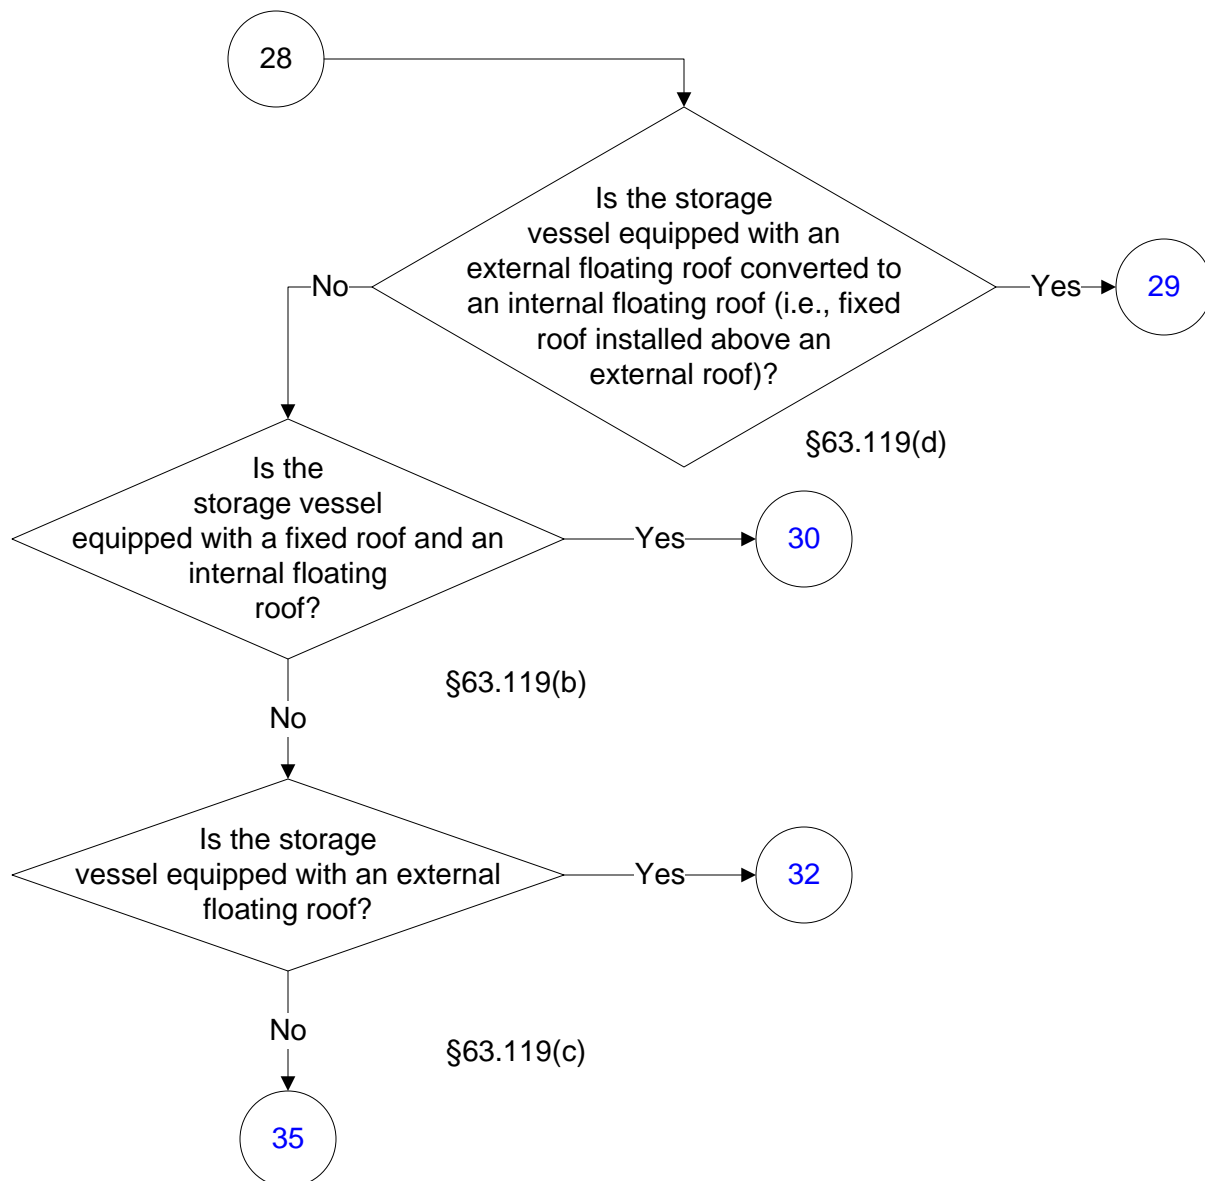 28
Is the storage
vessel equipped with an
external floating roof converted to
an internal floating roof (i.e., fixed
roof installed above an
external roof)?
No
Yes
29
§63.119(d)
Is the
storage vessel
equipped with a fixed roof and an
internal floating
roof?
Yes
30
§63.119(b)
No
Is the storage
vessel equipped with an external
floating roof?
Yes
32
No
§63.119(c)
35